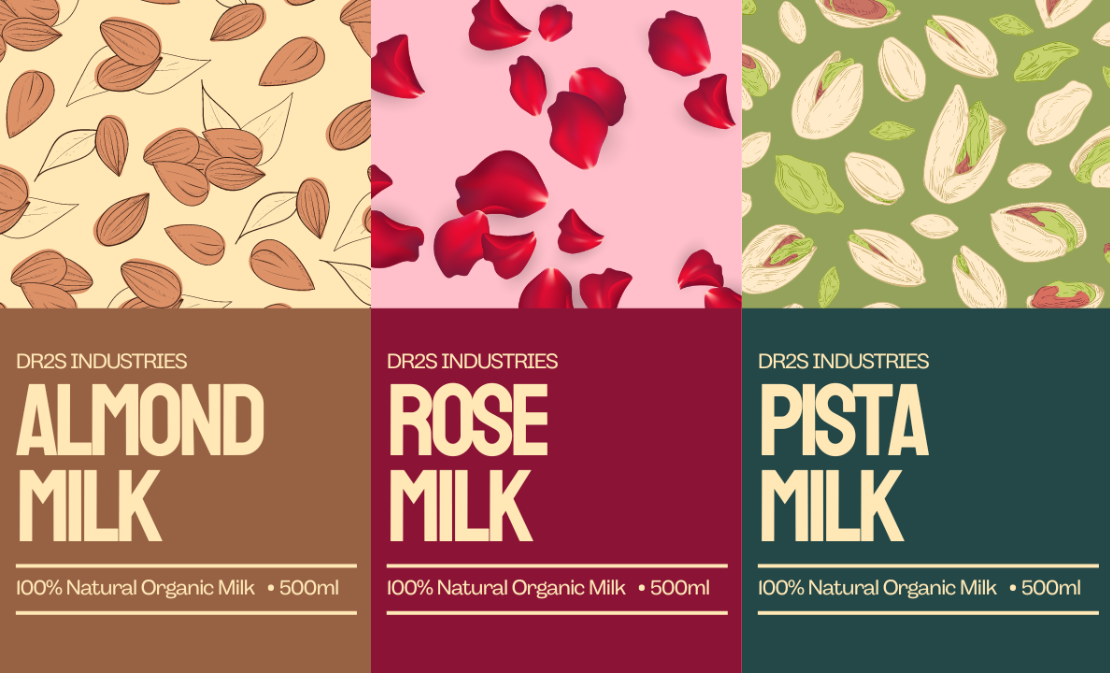 DR2S INDUSTRIES
ALMOND
MILK
100% Natural Organic Milk • 500ml
DR2S INDUSTRIES
ROSE
MILK
100% Natural Organic Milk • 500ml
DR2S INDUSTRIES
PISTA
MILK
100% Natural Organic Milk • 500ml